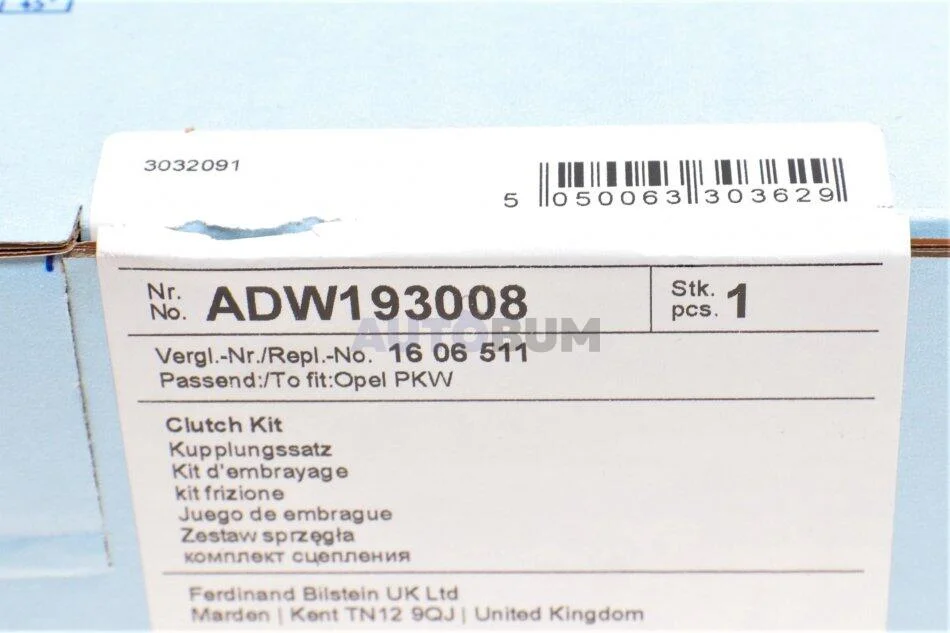 45°
3032091
5 050063 303629
Nr. No. ADW193008 Stk. pcs. 1
AUTOBUM
Vergl.-Nr./Repl.-No. 16 06 511
Passend:/To fit:Opel PKW
Clutch Kit
Kupplungssatz
Kit d'embrayage
kit frizione
Juego de embrague
Zestaw sprzęgła
комплект сцепления
Ferdinand Bilstein UK Ltd
Marden | Kent TN12 9QJ | United Kingdom